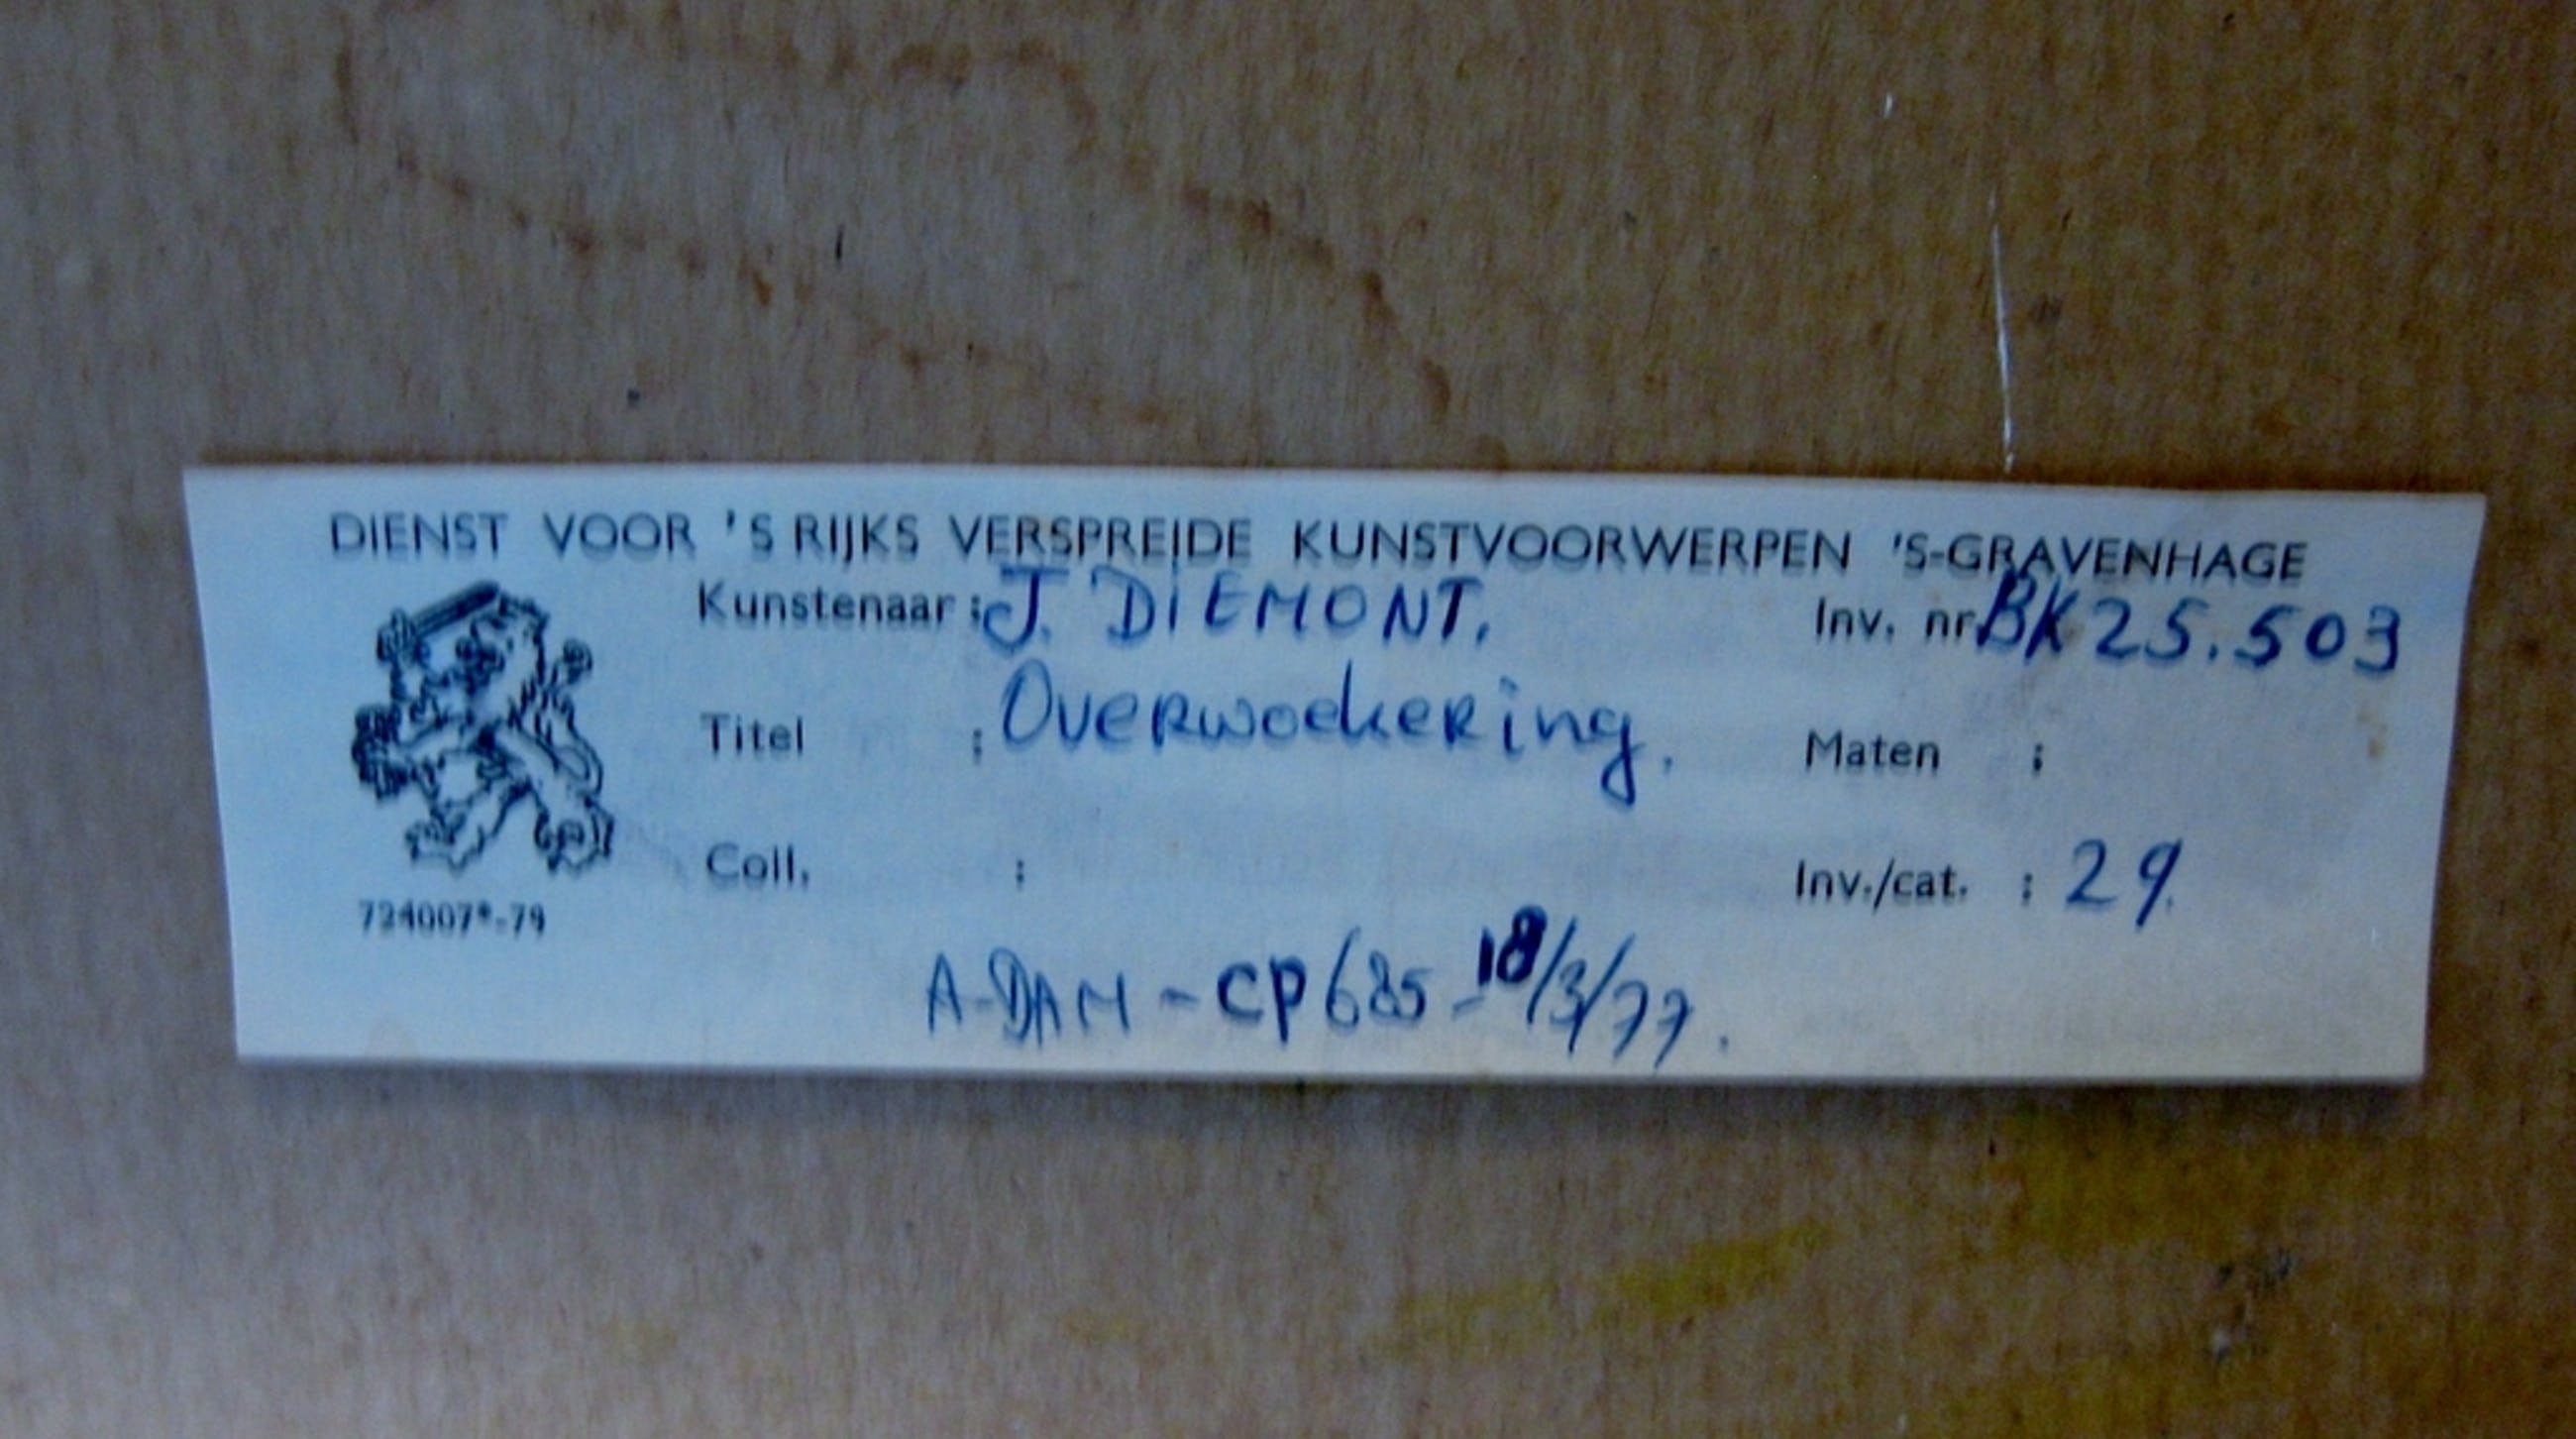 DIENST VOOR 'S RIJKS VERSPREIDE KUNSTVOORWERPEN 'S-GRAVENHAGE
Kunstenaar : J. DIEMONT. Inv. nr. BK 25.503
Titel : Overwoekering. Maten :
Coll. : Inv./cat. : 29.
724007*-79
A-DAM - CP 685 - 18/3/77.